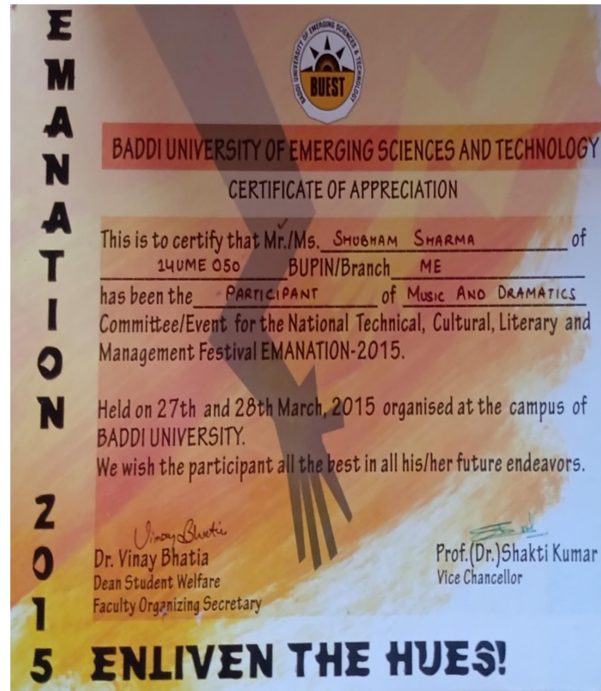 EMANATION 2015
BADDI UNIVERSITY OF EMERGING SCIENCES & TECHNOLOGY
BUEST
BADDI UNIVERSITY OF EMERGING SCIENCES AND TECHNOLOGY
CERTIFICATE OF APPRECIATION
This is to certify that Mr./Ms. SHUBHAM SHARMA of
14UME050 BUPIN/Branch ME
has been the PARTICIPANT of MUSIC AND DRAMATICS
Committee/Event for the National Technical, Cultural, Literary and
Management Festival EMANATION-2015.
Held on 27th and 28th March, 2015 organised at the campus of
BADDI UNIVERSITY.
We wish the participant all the best in all his/her future endeavors.
Vinay Bhatia
Dr. Vinay Bhatia
Dean Student Welfare
Faculty Organizing Secretary
Prof.(Dr.)Shakti Kumar
Vice Chancellor
ENLIVEN THE HUES!